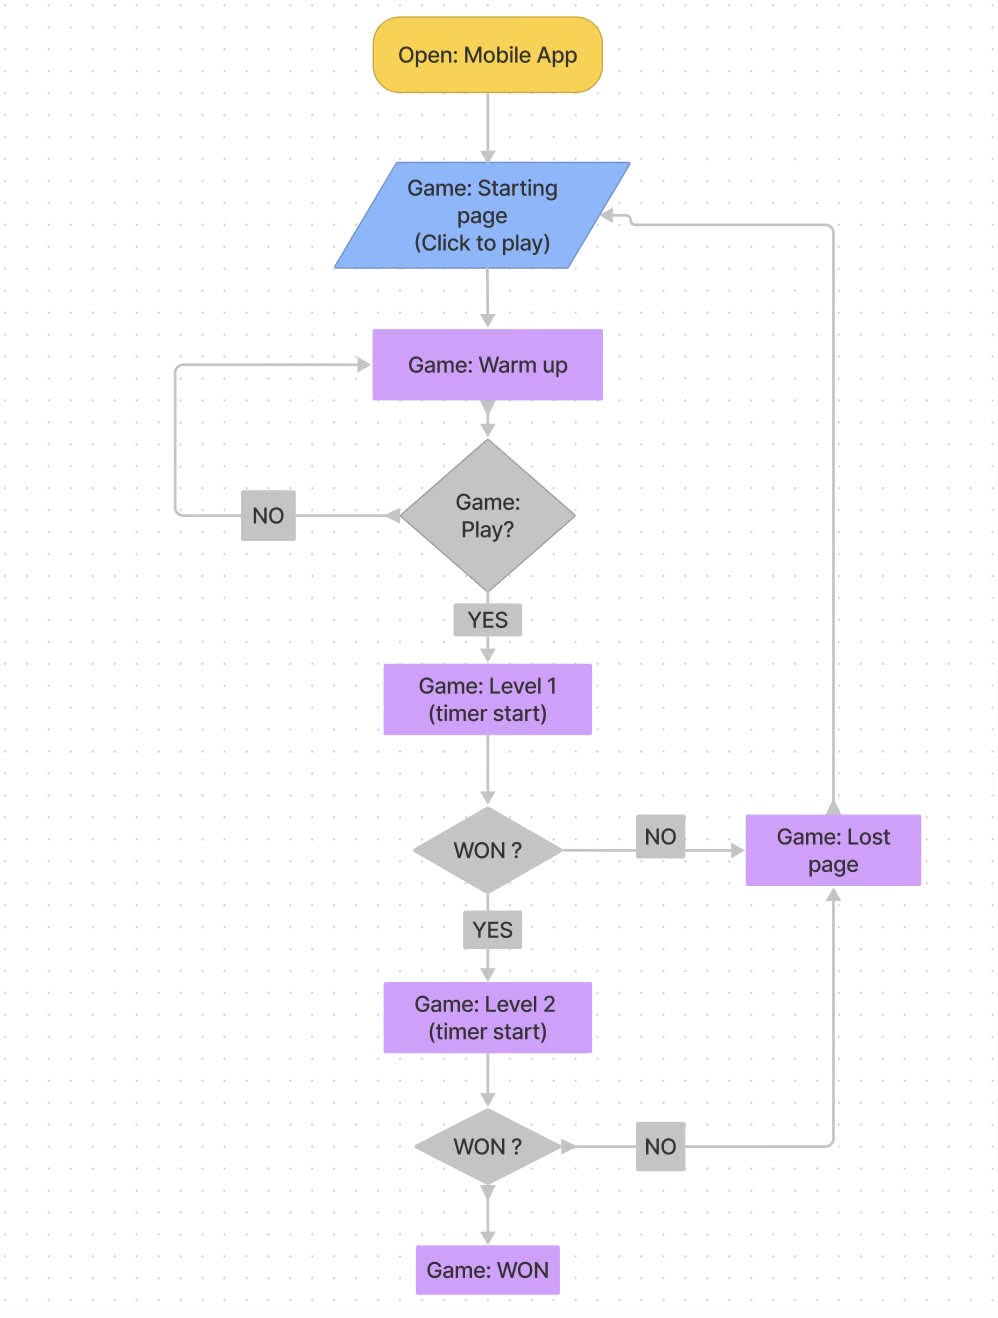 Open: Mobile App
Game: Starting
page
(Click to play)
Game: Warm up
Game:
Play?
NO
YES
Game: Level 1
(timer start)
WON ?
NO
Game: Lost
page
YES
Game: Level 2
(timer start)
WON ?
NO
Game: WON